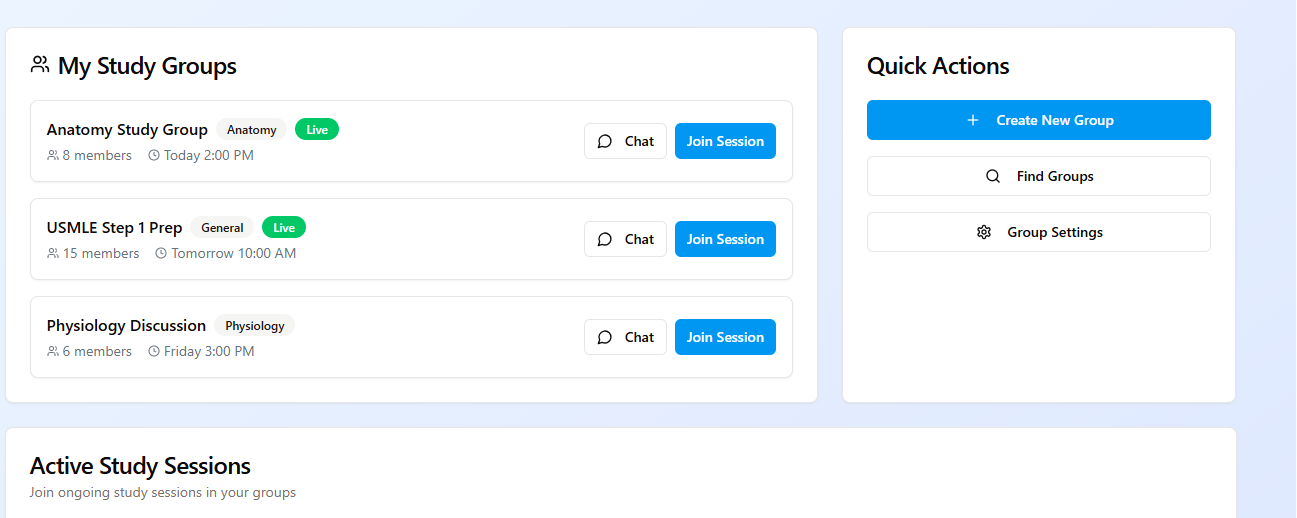 My Study Groups
Anatomy Study Group Anatomy Live
8 members Today 2:00 PM
Chat Join Session
USMLE Step 1 Prep General Live
15 members Tomorrow 10:00 AM
Chat Join Session
Physiology Discussion Physiology
6 members Friday 3:00 PM
Chat Join Session
Quick Actions
Create New Group
Find Groups
Group Settings
Active Study Sessions
Join ongoing study sessions in your groups